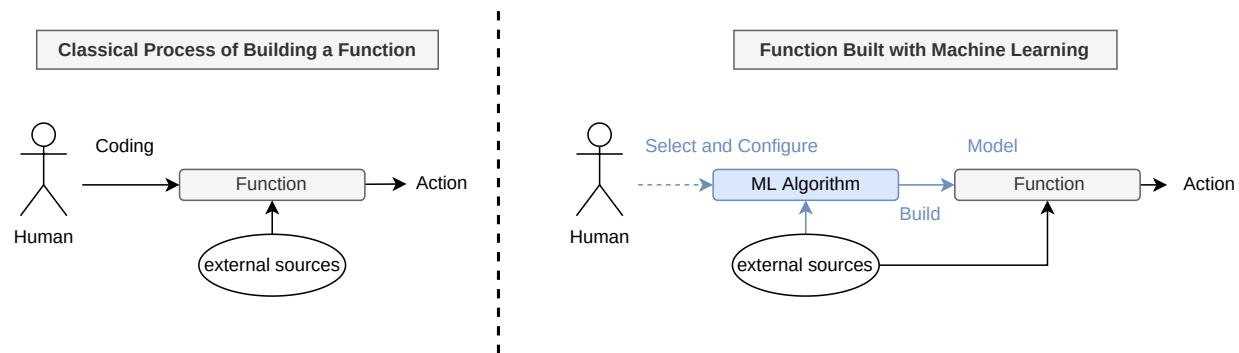 Classical Process of Building a Function
Coding
Function
Action
Human
external sources
Function Built with Machine Learning
Select and Configure
Model
ML Algorithm
Function
Action
Build
Human
external sources